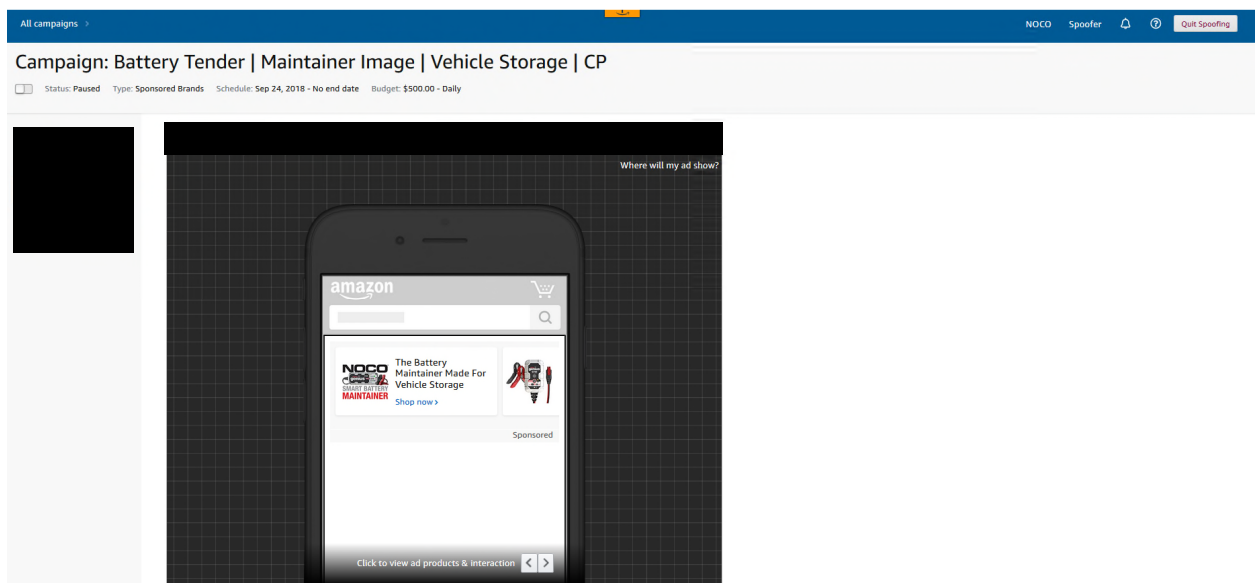 All campaigns >
NOCO Spoofer Quit Spoofing
Campaign: Battery Tender | Maintainer Image | Vehicle Storage | CP
Status: Paused Type: Sponsored Brands Schedule: Sep 24, 2018 - No end date Budget: $500.00 - Daily
Where will my ad show?
amazon
NOCO
SMART BATTERY
MAINTAINER
The Battery
Maintainer Made For
Vehicle Storage
Shop now >
Sponsored
Click to view ad products & interaction